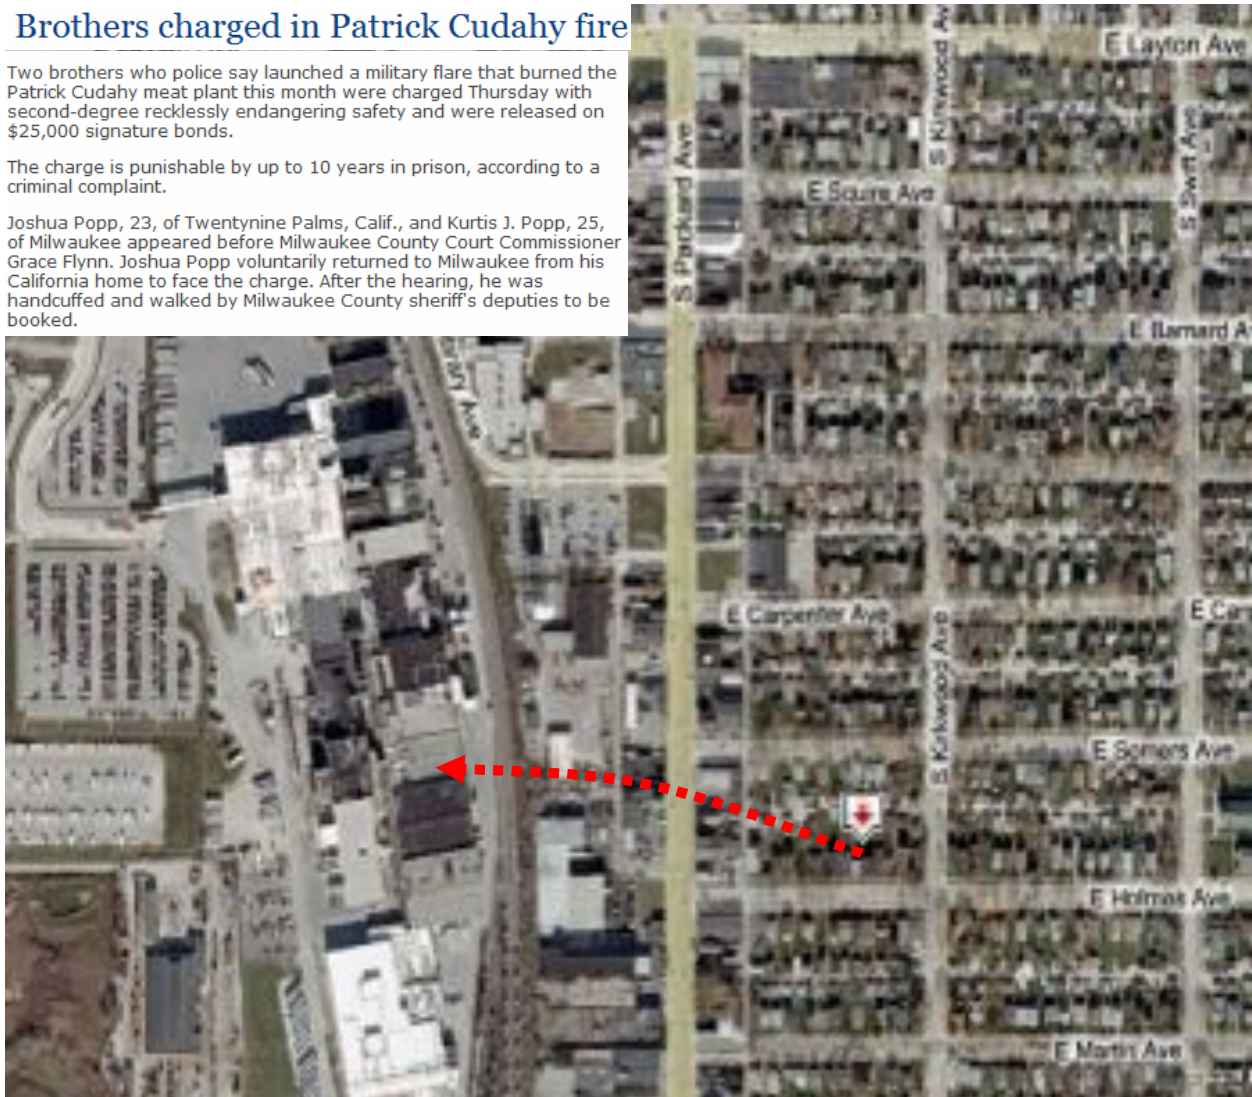 Brothers charged in Patrick Cudahy fire
Two brothers who police say launched a military flare that burned the
Patrick Cudahy meat plant this month were charged Thursday with
second-degree recklessly endangering safety and were released on
$25,000 signature bonds.
The charge is punishable by up to 10 years in prison, according to a
criminal complaint.
Joshua Popp, 23, of Twentynine Palms, Calif., and Kurtis J. Popp, 25,
of Milwaukee appeared before Milwaukee County Court Commissioner
Grace Flynn. Joshua Popp voluntarily returned to Milwaukee from his
California home to face the charge. After the hearing, he was
handcuffed and walked by Milwaukee County sheriff's deputies to be
booked.
E Layton Ave
S Kirkwood Av
S Swift Ave
S Packard Ave
E Squire Ave
E Barnard A
Ave
E Carpenter Ave
E Carp
S Kirkwood Ave
E Somers Ave
E Holmes Ave
E Martin Ave